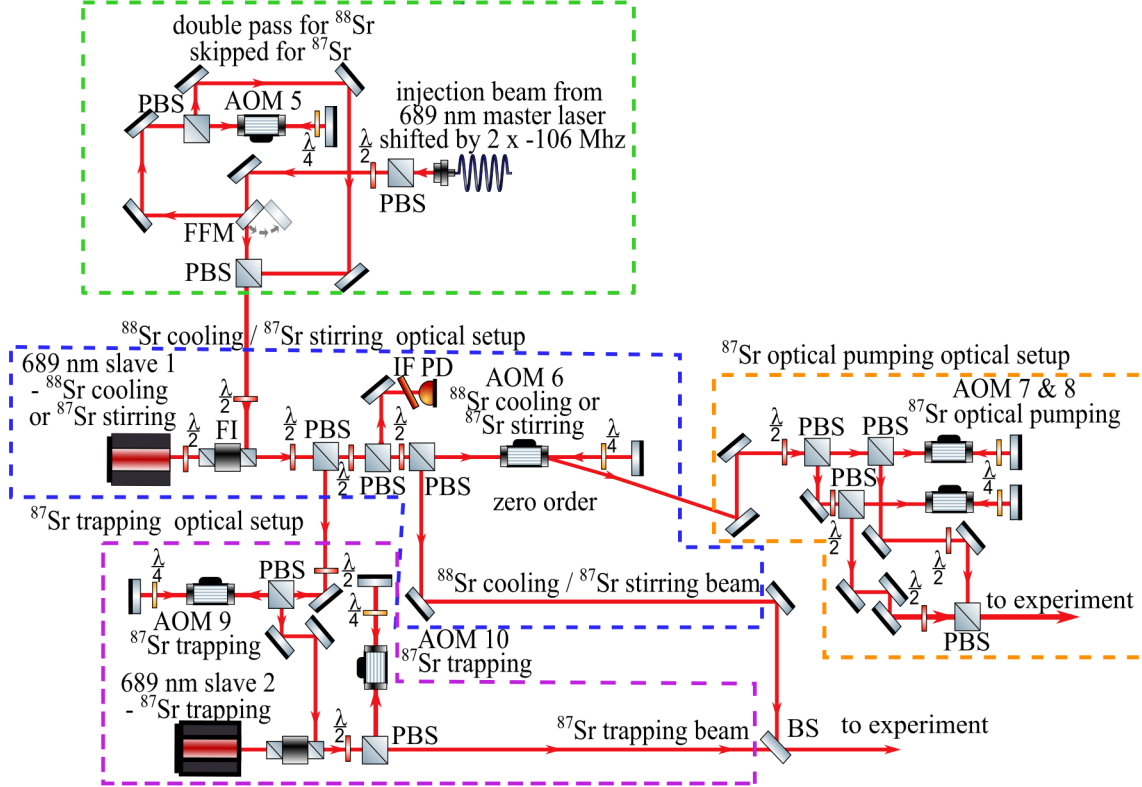 double pass for ⁸⁸Sr
skipped for ⁸⁷Sr
PBS
AOM 5
λ/4
injection beam from
689 nm master laser
shifted by 2 x -106 Mhz
λ/2
PBS
FFM
PBS
⁸⁸Sr cooling / ⁸⁷Sr stirring optical setup
689 nm slave 1
- ⁸⁸Sr cooling
or ⁸⁷Sr stirring
λ/2
λ/2
FI
λ/2
PBS
λ/2
IF PD
PBS
λ/2
PBS
AOM 6
⁸⁸Sr cooling or
⁸⁷Sr stirring
λ/4
zero order
⁸⁷Sr optical pumping optical setup
AOM 7 & 8
⁸⁷Sr optical pumping
λ/2
PBS
PBS
PBS
λ/4
λ/2
λ/2
λ/2
PBS
to experiment
⁸⁷Sr trapping optical setup
λ/4
PBS
λ/2
λ/4
AOM 9
⁸⁷Sr trapping
⁸⁸Sr cooling / ⁸⁷Sr stirring beam
AOM 10
⁸⁷Sr trapping
689 nm slave 2
- ⁸⁷Sr trapping
λ/2
PBS
⁸⁷Sr trapping beam
BS
to experiment